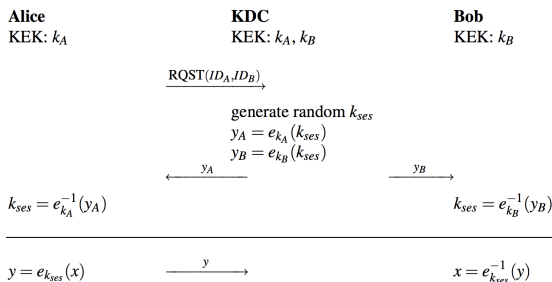 Alice KDC Bob
KEK: k_A KEK: k_A, k_B KEK: k_B
RQST(ID_A,ID_B)
generate random k_ses
y_A = e_{k_A}(k_ses)
y_B = e_{k_B}(k_ses)
y_A y_B
k_ses = e_{k_A}^{-1}(y_A) k_ses = e_{k_B}^{-1}(y_B)
y = e_{k_ses}(x) y x = e_{k_ses}^{-1}(y)